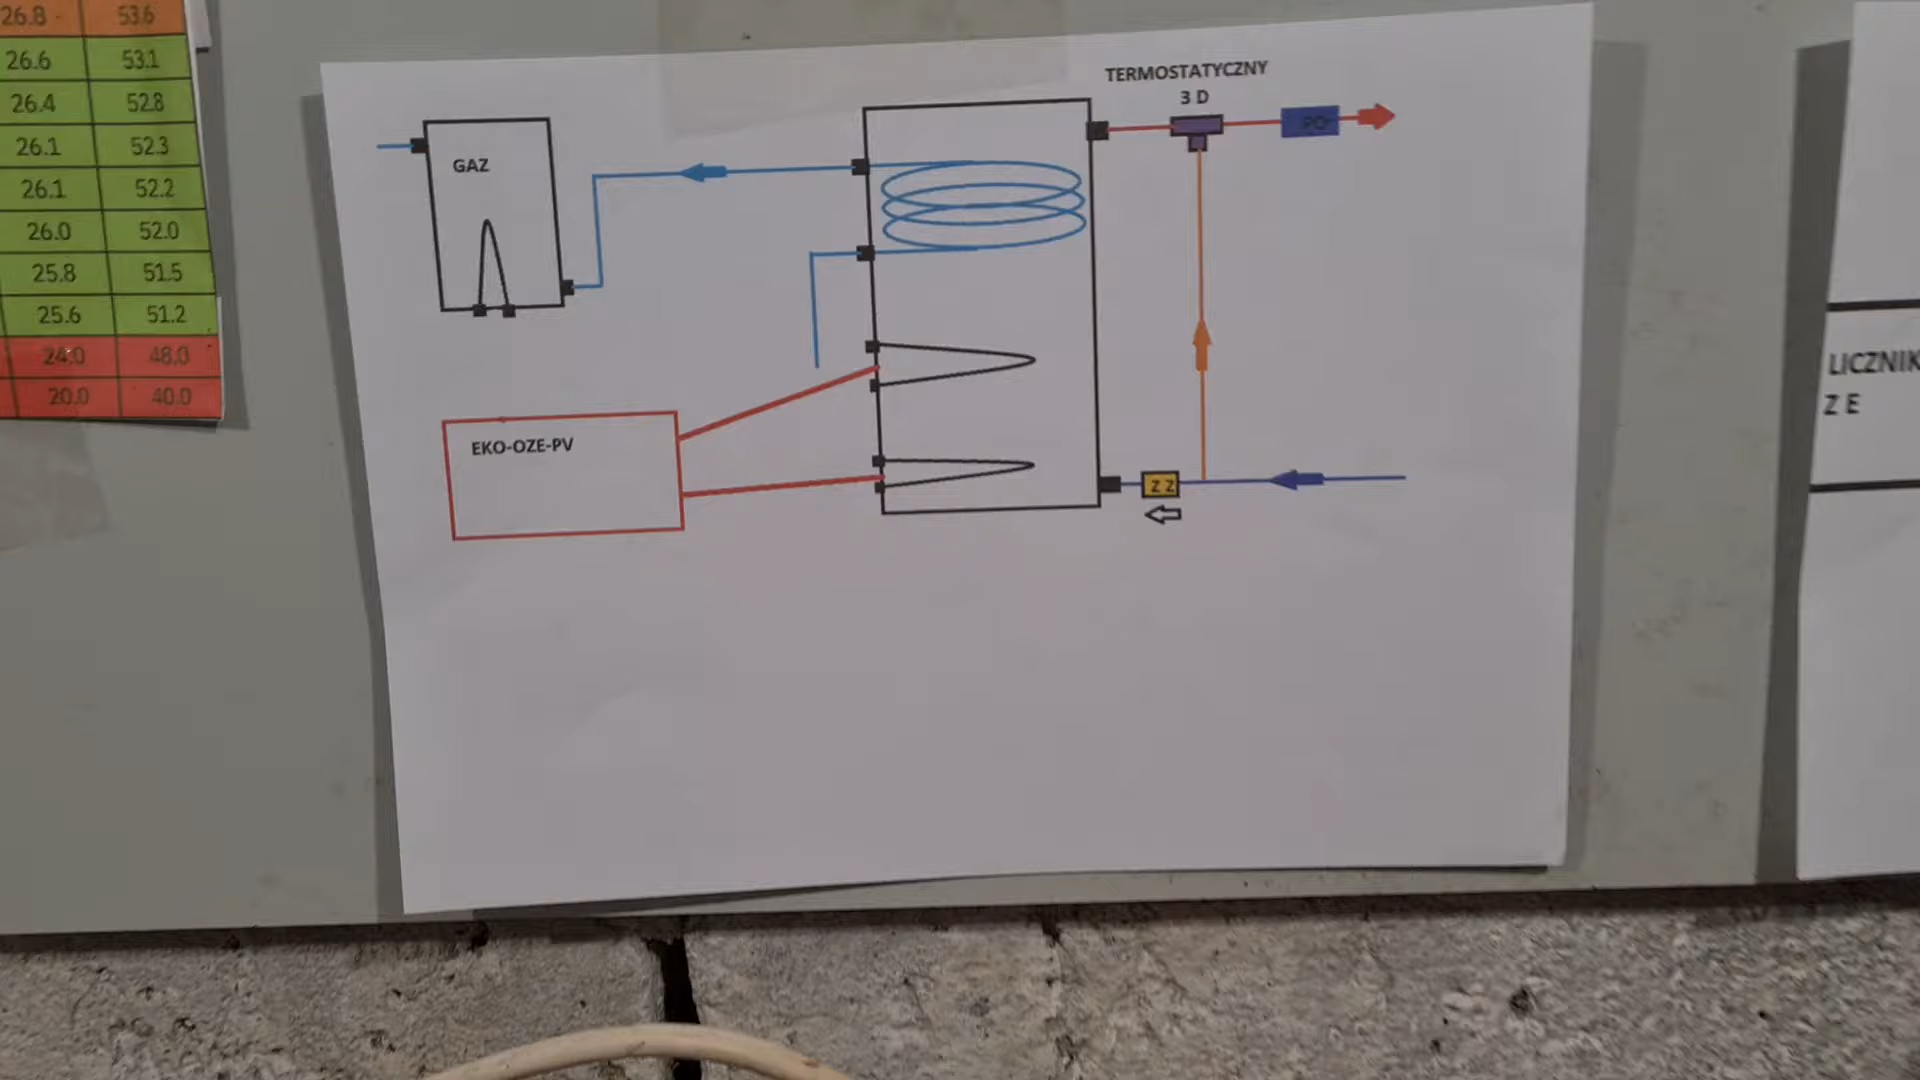 26.8 53.6
26.6 53.1
26.4 52.8
26.1 52.3
26.1 52.2
26.0 52.0
25.8 51.5
25.6 51.2
24.0 48.0
20.0 40.0
TERMOSTATYCZNY
3 D
PO
GAZ
EKO-OZE-PV
Z Z
LICZNIK
Z E